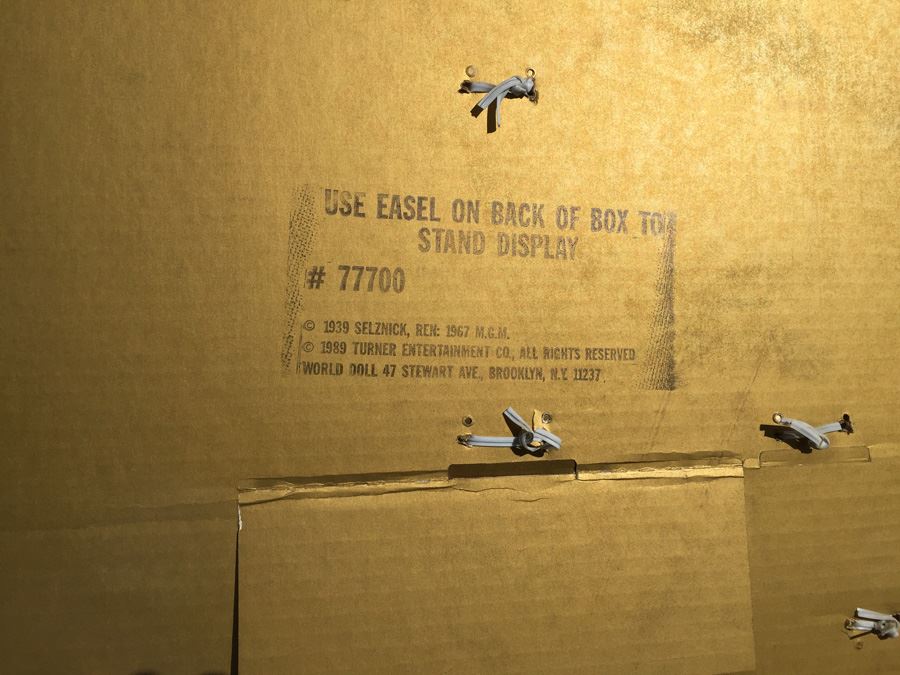 USE EASEL ON BACK OF BOX TO
STAND DISPLAY
# 77700
© 1939 SELZNICK, REN: 1967 M.G.M.
© 1989 TURNER ENTERTAINMENT CO., ALL RIGHTS RESERVED
WORLD DOLL 47 STEWART AVE., BROOKLYN, N.Y. 11237